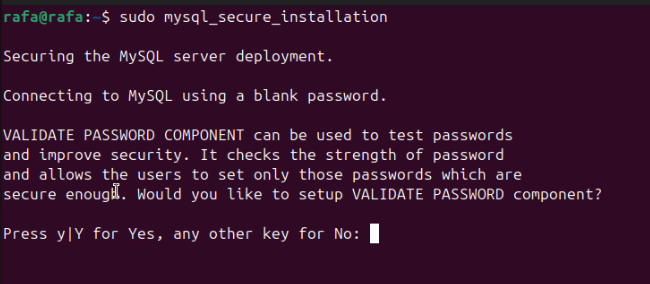 rafa@rafa:~$ sudo mysql_secure_installation
Securing the MySQL server deployment.
Connecting to MySQL using a blank password.
VALIDATE PASSWORD COMPONENT can be used to test passwords
and improve security. It checks the strength of password
and allows the users to set only those passwords which are
secure enough. Would you like to setup VALIDATE PASSWORD component?
Press y|Y for Yes, any other key for No: